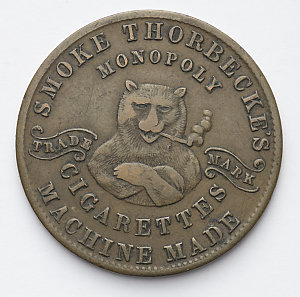 SMOKE THORBECKE'S
MONOPOLY
TRADE MARK
CIGARETTES
MACHINE MADE